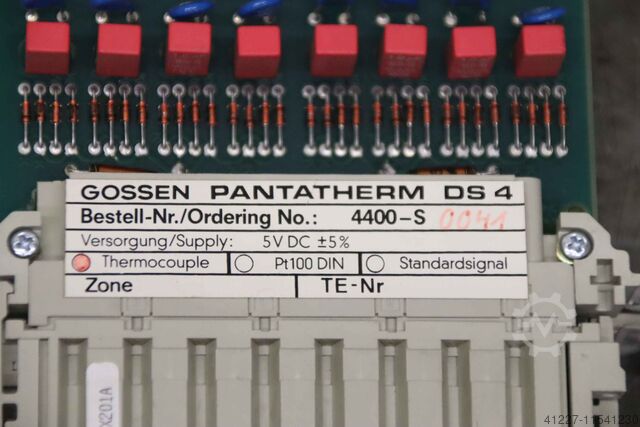 GOSSEN PANTATHERM DS 4
Bestell-Nr./Ordering No.: 4400-S 0041
Versorgung/Supply: 5V DC ±5%
Thermocouple Pt100 DIN Standardsignal
Zone TE-Nr
X201A
41227-11541230